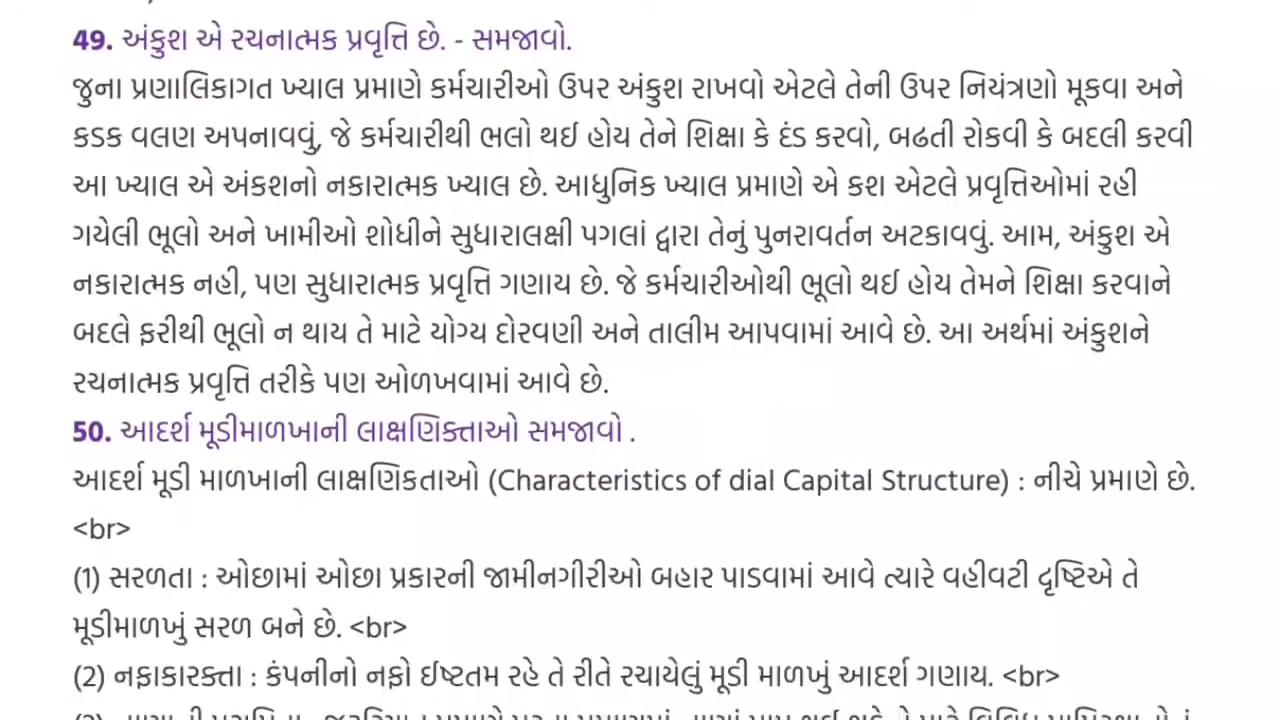 49. અંકુશ એ રચનાત્મક પ્રવૃત્તિ છે. - સમજાવો.
જુના પ્રણાલિકાગત ખ્યાલ પ્રમાણે કર્મચારીઓ ઉપર અંકુશ રાખવો એટલે તેની ઉપર નિયંત્રણો મૂકવા અને
કડક વલણ અપનાવવું, જે કર્મચારીથી ભલો થઈ હોય તેને શિક્ષા કે દંડ કરવો, બઢતી રોકવી કે બદલી કરવી
આ ખ્યાલ એ અંકશનો નકારાત્મક ખ્યાલ છે. આધુનિક ખ્યાલ પ્રમાણે એ કશ એટલે પ્રવૃત્તિઓમાં રહી
ગયેલી ભૂલો અને ખામીઓ શોધીને સુધારાલક્ષી પગલાં દ્વારા તેનું પુનરાવર્તન અટકાવવું. આમ, અંકુશ એ
નકારાત્મક નહી, પણ સુધારાત્મક પ્રવૃત્તિ ગણાય છે. જે કર્મચારીઓથી ભૂલો થઈ હોય તેમને શિક્ષા કરવાને
બદલે ફરીથી ભૂલો ન થાય તે માટે યોગ્ય દોરવણી અને તાલીમ આપવામાં આવે છે. આ અર્થમાં અંકુશને
રચનાત્મક પ્રવૃત્તિ તરીકે પણ ઓળખવામાં આવે છે.
50. આદર્શ મૂડીમાળખાની લાક્ષણિક્તાઓ સમજાવો .
આદર્શ મૂડી માળખાની લાક્ષણિકતાઓ (Characteristics of dial Capital Structure) : નીચે પ્રમાણે છે.
<br>
(1) સરળતા : ઓછામાં ઓછા પ્રકારની જામીનગીરીઓ બહાર પાડવામાં આવે ત્યારે વહીવટી દૃષ્ટિએ તે
મૂડીમાળખું સરળ બને છે. <br>
(2) નફાકારક્તા : કંપનીનો નફો ઈષ્ટતમ રહે તે રીતે રચાયેલું મૂડી માળખું આદર્શ ગણાય. <br>